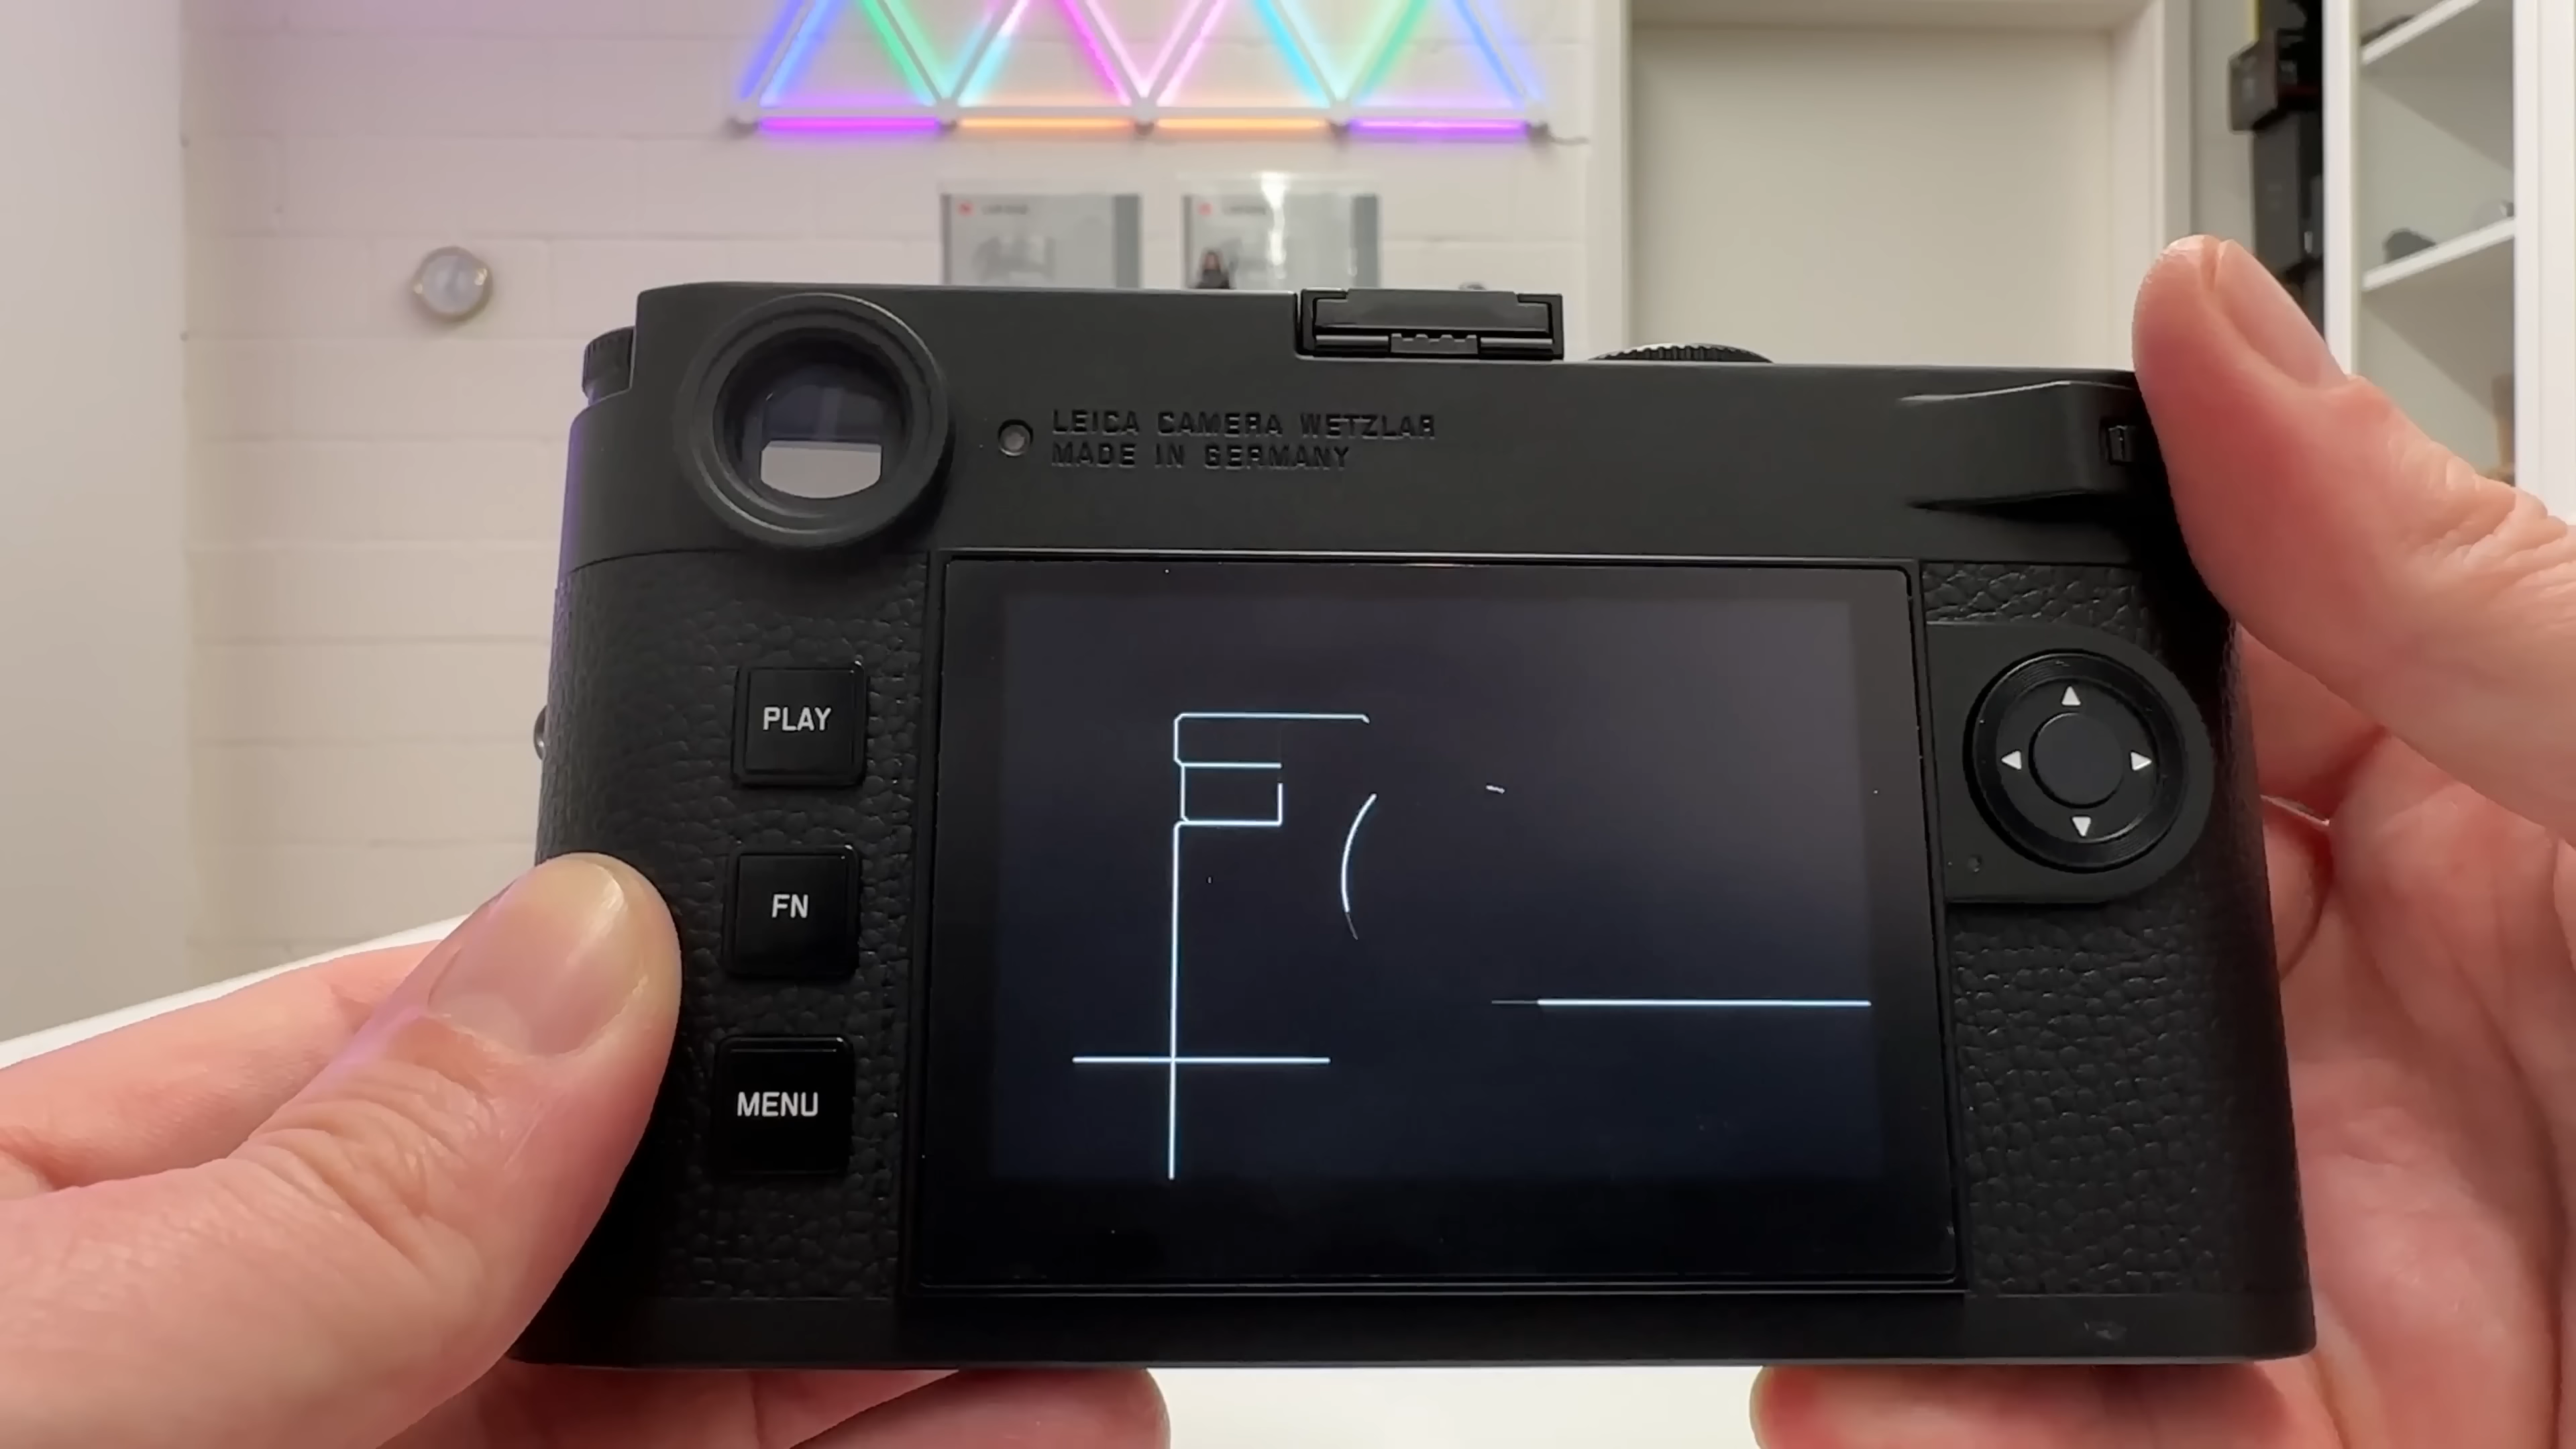 LEICA CAMERA WETZLAR
MADE IN GERMANY
PLAY
FN
MENU